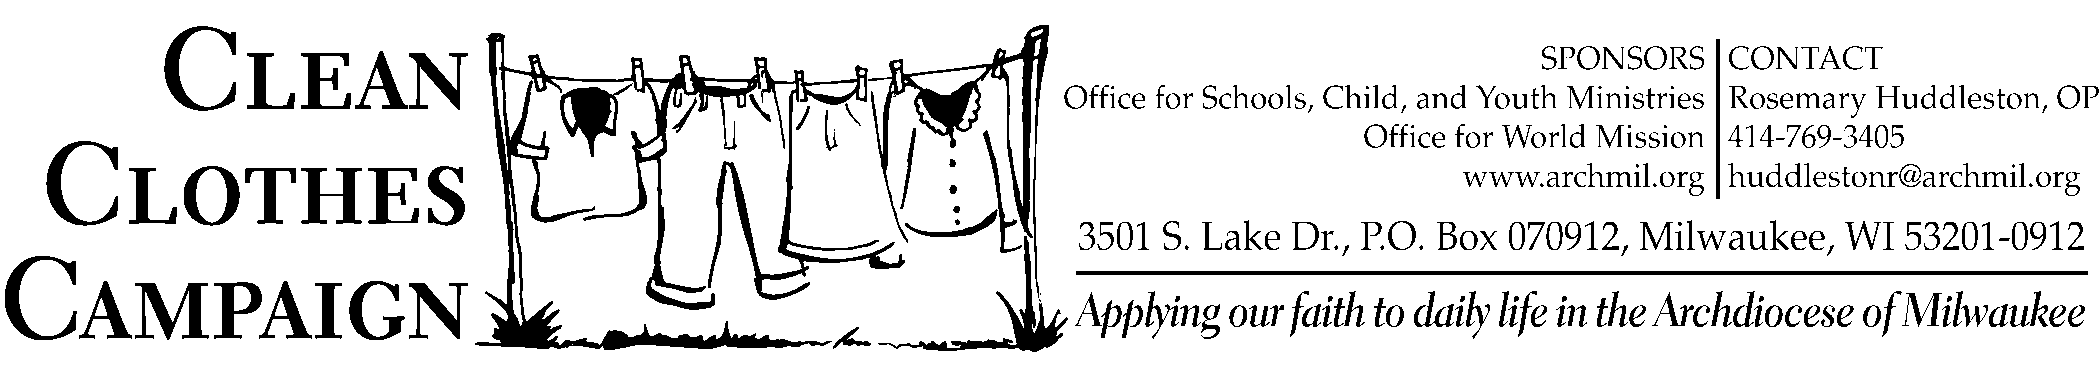 CLEAN
CLOTHES
CAMPAIGN
SPONSORS
Office for Schools, Child, and Youth Ministries
Office for World Mission
www.archmil.org
CONTACT
Rosemary Huddleston, OP
414-769-3405
huddlestonr@archmil.org
3501 S. Lake Dr., P.O. Box 070912, Milwaukee, WI 53201-0912
Applying our faith to daily life in the Archdiocese of Milwaukee